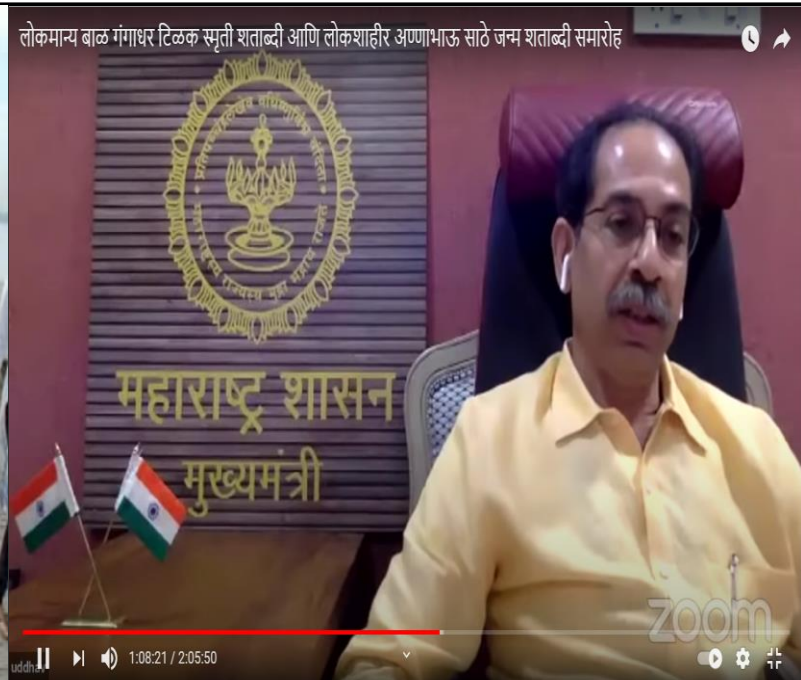 लोकमान्य बाळ गंगाधर टिळक स्मृती शताब्दी आणि लोकशाहीर अण्णाभाऊ साठे जन्म शताब्दी समारोह
महाराष्ट्र शासन
मुख्यमंत्री
zoom
1:08:21 / 2:05:50
uddhav